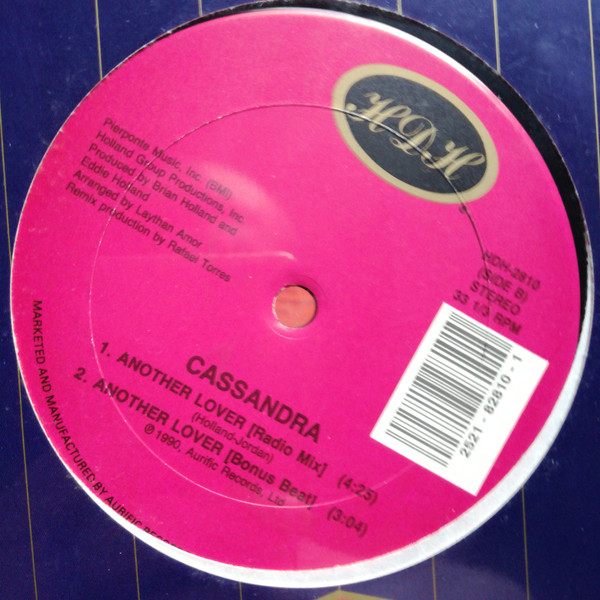 HDH
Pierponte Music, Inc. (BMI)
Holland Group Productions, Inc.
Produced by Brian Holland and
Eddie Holland
Arranged by Laythan Amor
Remix production by Rafael Torres
HDH-2810
(SIDE B)
STEREO
33 1/3 RPM
2521 - 82810 - 1
CASSANDRA
1. ANOTHER LOVER [Radio Mix] (4:25)
(Holland-Jordan)
2. ANOTHER LOVER [Bonus Beat] (3:04)
℗ 1990, Aurific Records, Ltd
MARKETED AND MANUFACTURED BY AURIFIC